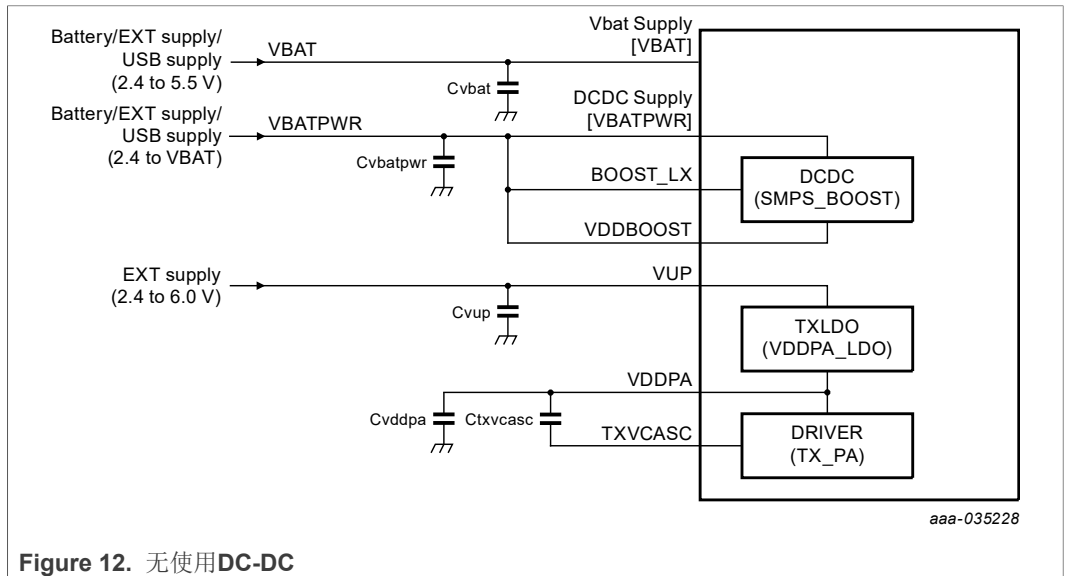 Battery/EXT supply/
USB supply
(2.4 to 5.5 V)
VBAT
Vbat Supply
[VBAT]
Cvbat
Battery/EXT supply/
USB supply
(2.4 to VBAT)
VBATPWR
DCDC Supply
[VBATPWR]
Cvbatpwr
BOOST_LX
DCDC
(SMPS_BOOST)
VDDBOOST
EXT supply
(2.4 to 6.0 V)
VUP
Cvup
TXLDO
(VDDPA_LDO)
VDDPA
Cvddpa
Ctxvcasc
TXVCASC
DRIVER
(TX_PA)
aaa-035228
Figure 12. 无使用DC-DC